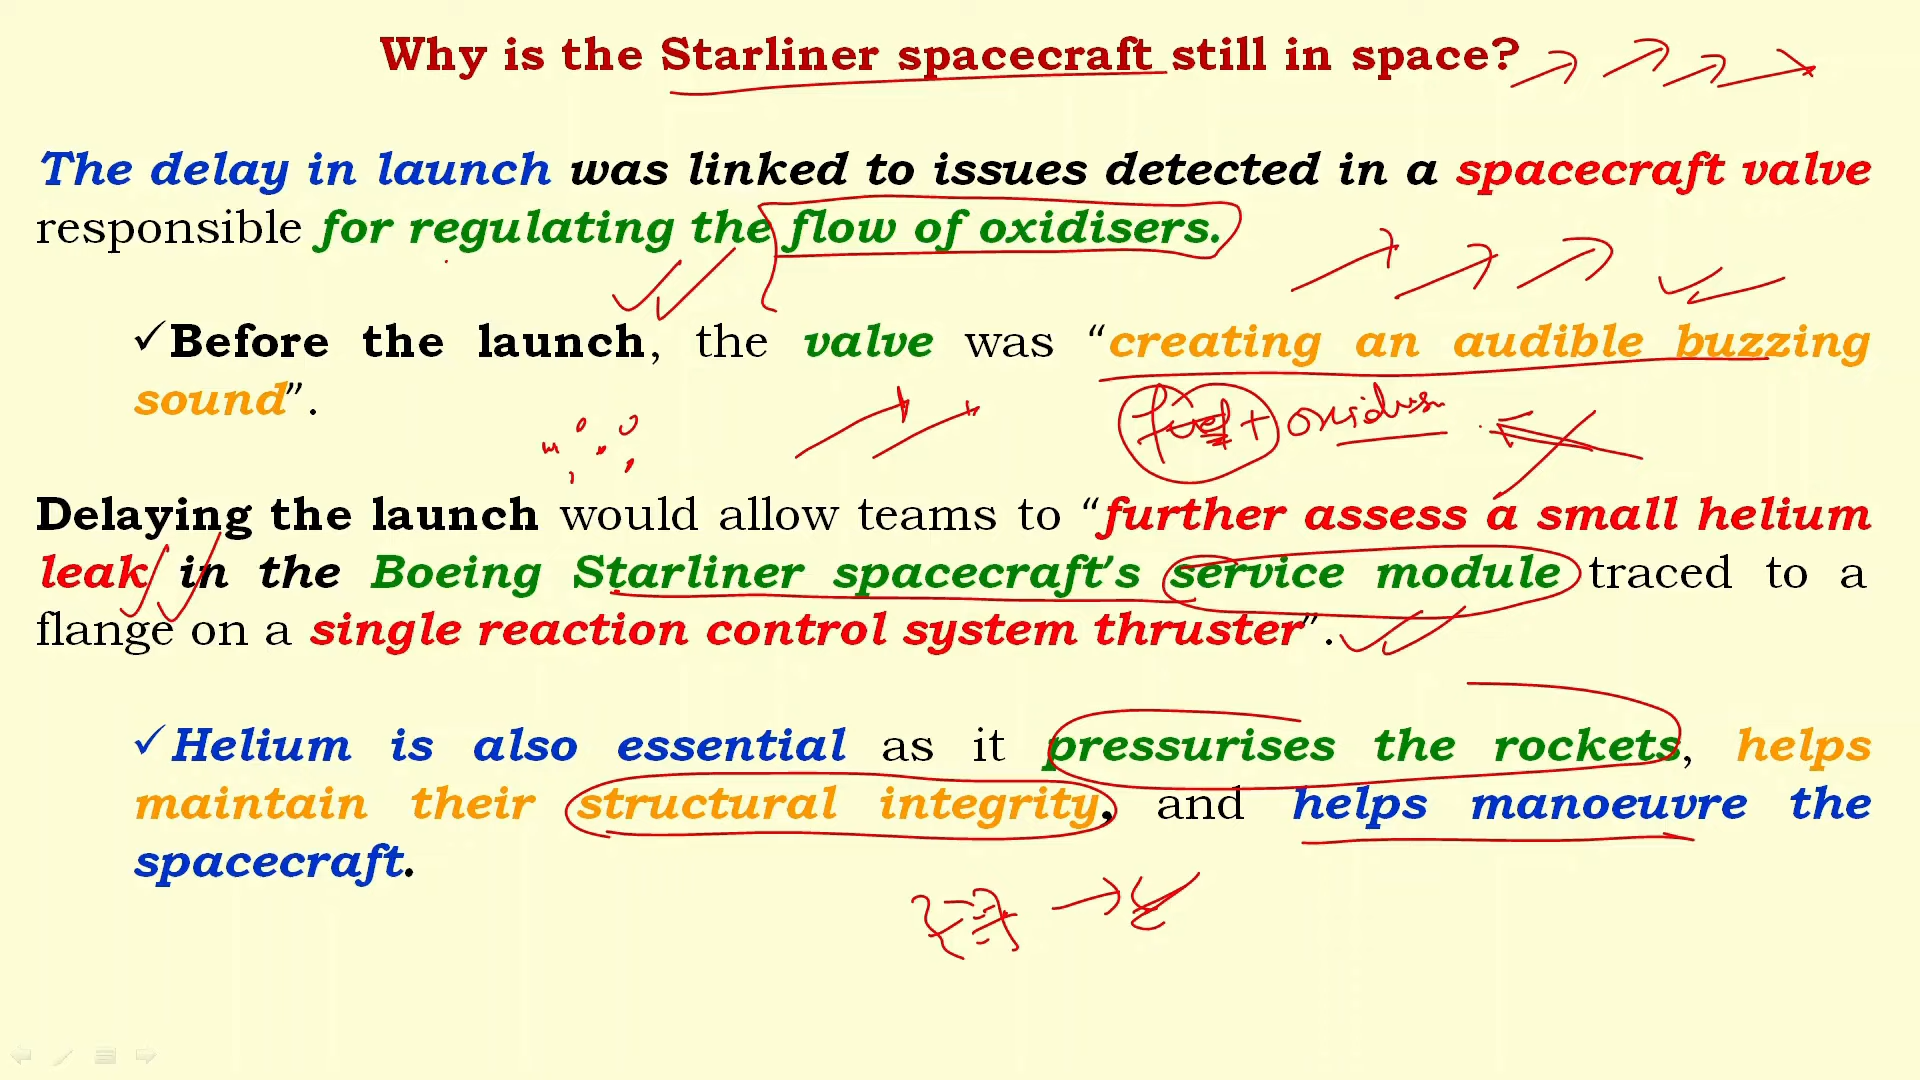 Why is the Starliner spacecraft still in space?
The delay in launch was linked to issues detected in a spacecraft valve
responsible for regulating the flow of oxidisers.
✓Before the launch, the valve was “creating an audible buzzing
sound”.
fuel + oxidiser
Delaying the launch would allow teams to “further assess a small helium
leak in the Boeing Starliner spacecraft's service module traced to a
flange on a single reaction control system thruster”.
✓Helium is also essential as it pressurises the rockets, helps
maintain their structural integrity, and helps manoeuvre the
spacecraft.